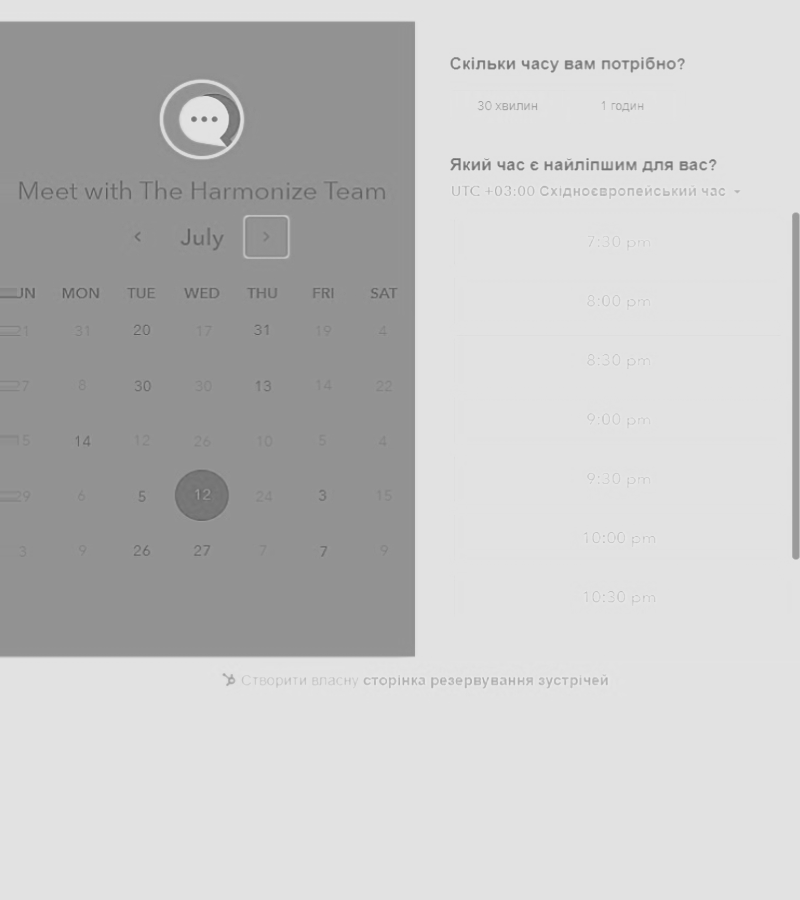 Meet with The Harmonize Team
July
UN MON TUE WED THU FRI SAT
21 31 20 17 31 19 4
27 8 30 30 13 14 22
15 14 12 26 10 5 4
29 6 5 12 24 3 15
3 9 26 27 7 7 9
Скільки часу вам потрібно?
30 хвилин 1 годин
Який час є найліпшим для вас?
UTC +03:00 Східноєвропейський час
7:30 pm
8:00 pm
8:30 pm
9:00 pm
9:30 pm
10:00 pm
10:30 pm
Створити власну сторінка резервування зустрічей